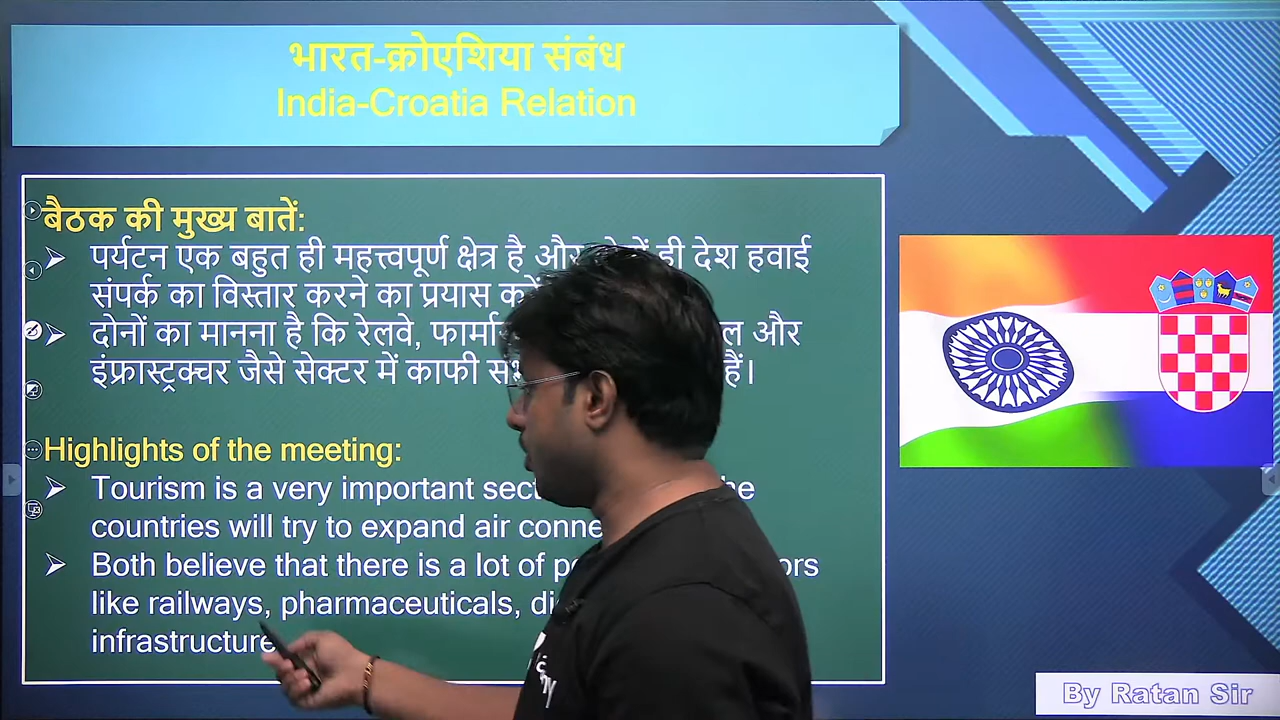 भारत-क्रोएशिया संबंध
India-Croatia Relation
बैठक की मुख्य बातें:
पर्यटन एक बहुत ही महत्त्वपूर्ण क्षेत्र है ही देश हवाई
संपर्क का विस्तार करने का प्रयास
दोनों का मानना है कि रेलवे, और
इंफ्रास्ट्रक्चर जैसे सेक्टर में काफी हैं।
Highlights of the meeting:
Tourism is a very important
countries will try to expand air
Both believe that there is a lot of
like railways, pharmaceuticals,
infrastructure
By Ratan Sir